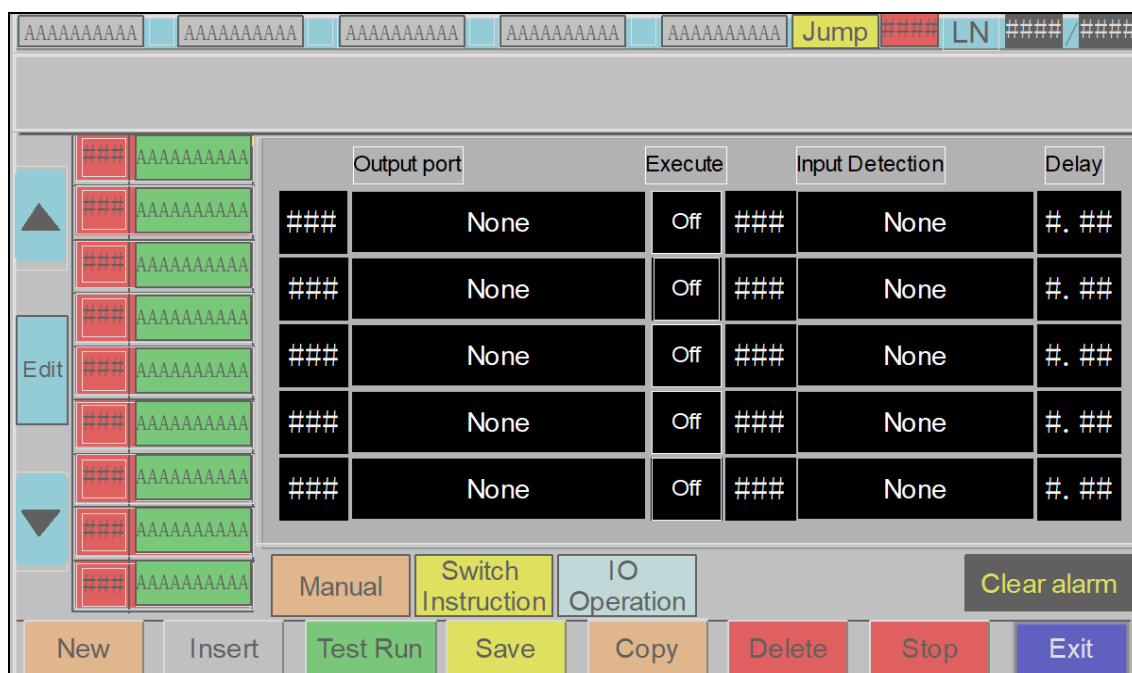 AAAAAAAAAA AAAAAAAAAA AAAAAAAAAA AAAAAAAAAA AAAAAAAAAA Jump #### LN ####/####
### AAAAAAAAAA
### AAAAAAAAAA
### AAAAAAAAAA
### AAAAAAAAAA
### AAAAAAAAAA
### AAAAAAAAAA
### AAAAAAAAAA
### AAAAAAAAAA
### AAAAAAAAAA
Edit
Output port Execute Input Detection Delay
### None Off ### None #. ##
### None Off ### None #. ##
### None Off ### None #. ##
### None Off ### None #. ##
### None Off ### None #. ##
Manual
Switch
Instruction
IO
Operation
Clear alarm
New Insert Test Run Save Copy Delete Stop Exit